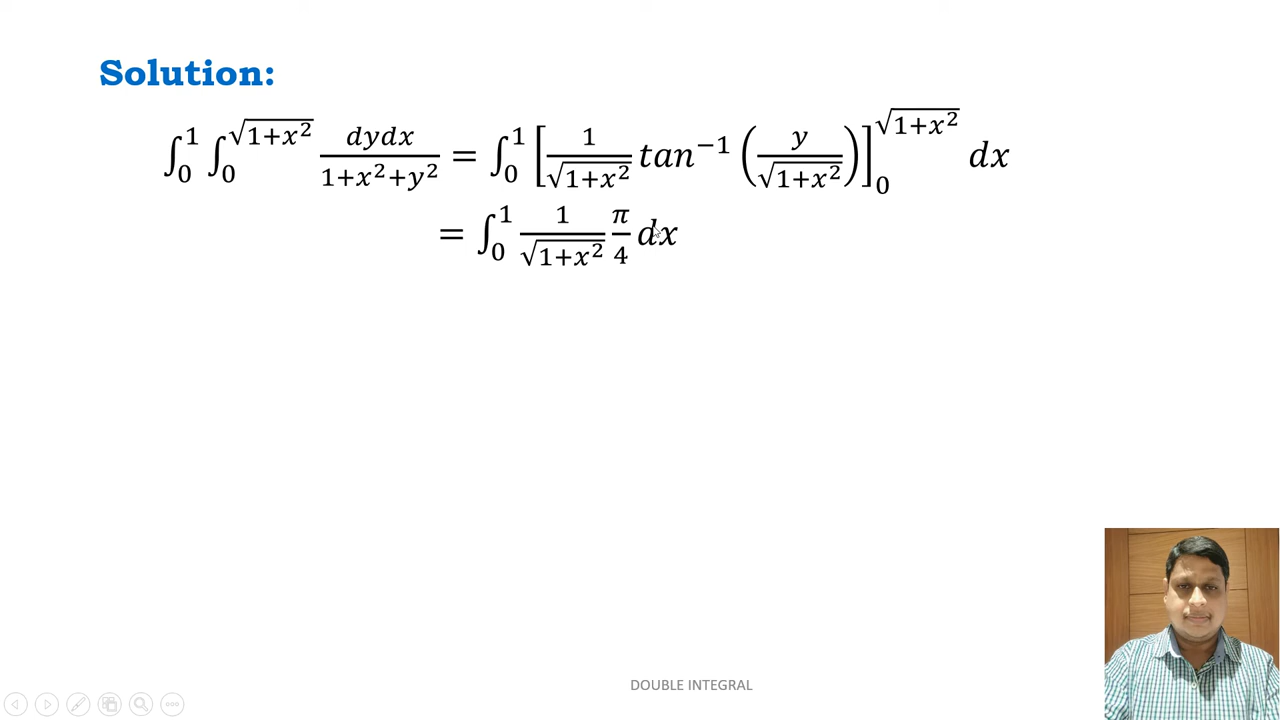 Solution:
∫₀¹ ∫₀^√(1+x²) dydx/(1+x²+y²) = ∫₀¹ [1/√(1+x²) tan⁻¹ (y/√(1+x²))]₀^√(1+x²) dx
= ∫₀¹ 1/√(1+x²) π/4 dx
DOUBLE INTEGRAL